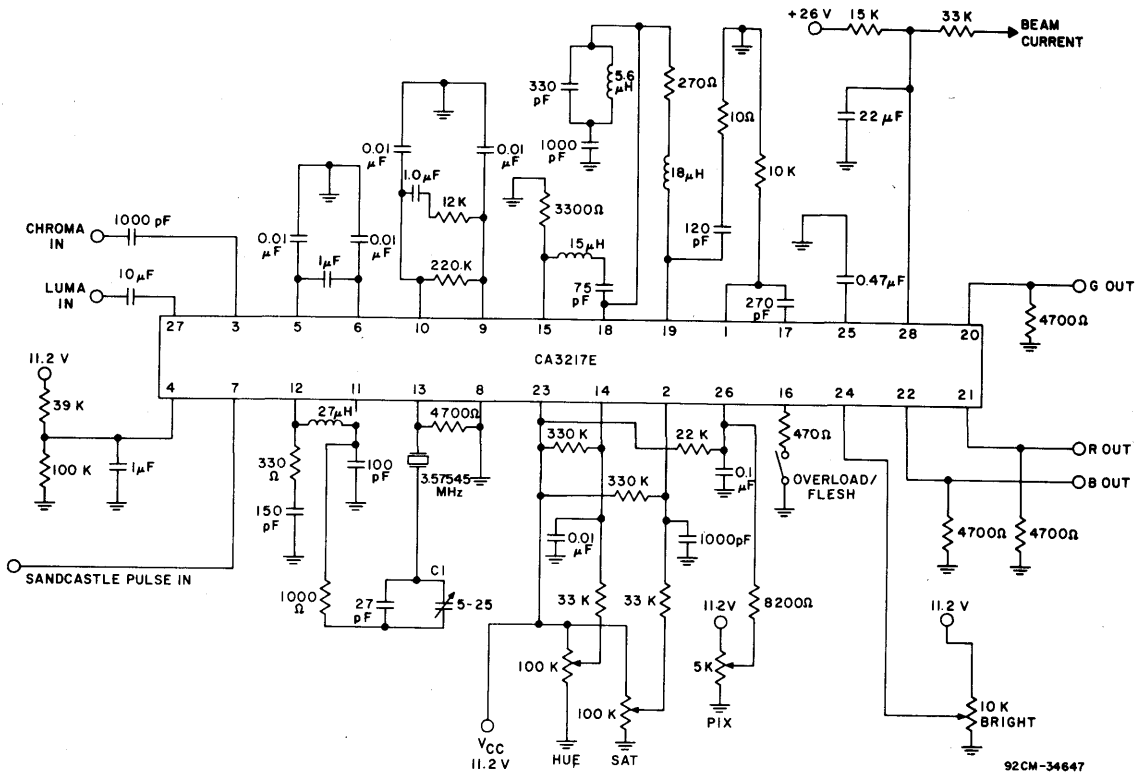 +26 V
15 K
33 K
BEAM
CURRENT
330
pF
5.6
μH
1000
pF
270Ω
18μH
10Ω
10 K
120
pF
22 μF
0.01
μF
0.01
μF
1.0μF
12 K
220.K
3300Ω
15μH
75
pF
270
pF
0.47μF
CHROMA
IN
1000 pF
LUMA
IN
10μF
0.01
μF
0.01
μF
1μF
G OUT
4700Ω
27 3 5 6 10 9 15 18 19 1 17 25 28 20
CA3217E
4 7 12 11 13 8 23 14 2 26 16 24 22 21
11.2 V
39 K
100 K
1μF
SANDCASTLE PULSE IN
27μH
330
Ω
150
pF
100
pF
1000
Ω
4700Ω
3.57545
MHz
C1
27
pF
5-25
330 K
330 K
22 K
0.1
μF
0.01
μF
1000pF
33 K
33 K
470Ω
OVERLOAD/
FLESH
R OUT
B OUT
4700Ω
4700Ω
8200Ω
11.2V
5K
PIX
100 K
100 K
VCC
11.2 V
HUE
SAT
11.2 V
10 K
BRIGHT
92CM-34647